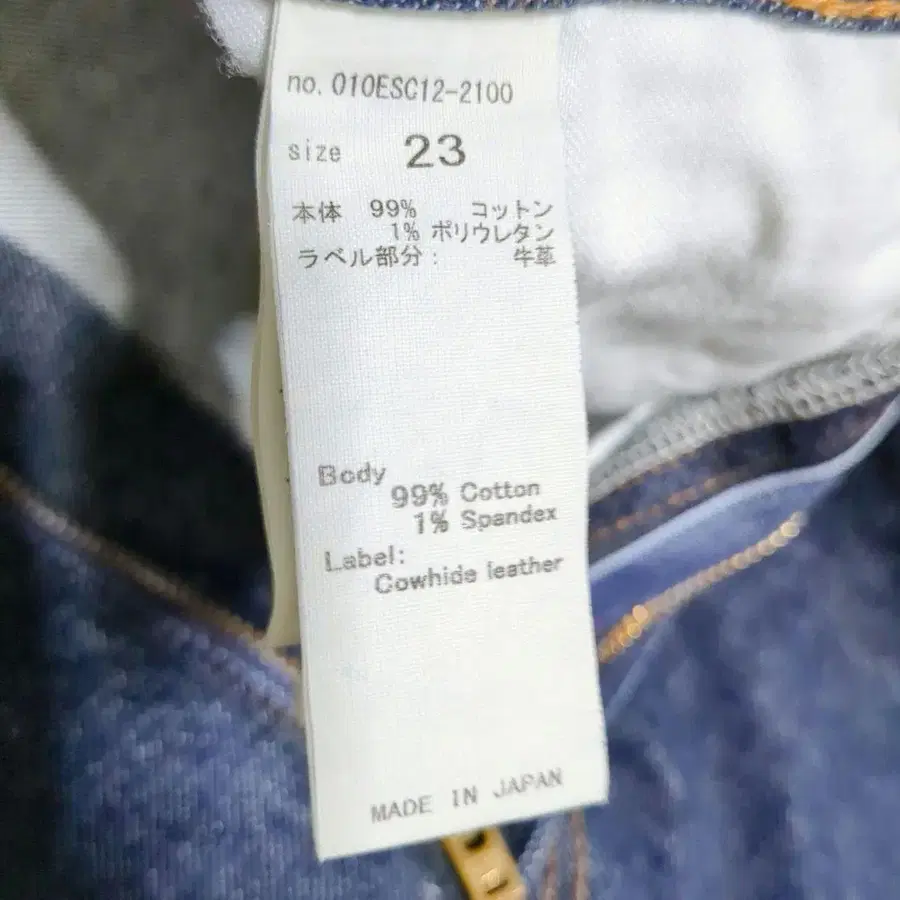 no. 010ESC12-2100
size 23
本体 99% コットン
1% ポリウレタン
ラベル部分: 牛革
Body
99% Cotton
1% Spandex
Label:
Cowhide leather
MADE IN JAPAN